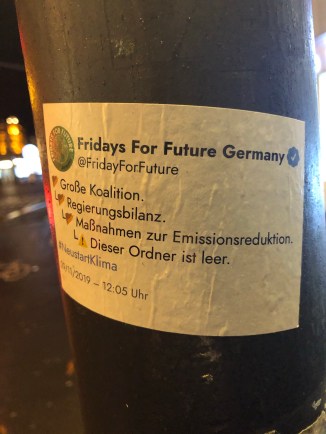 Fridays For Future Germany
@FridayForFuture
Große Koalition.
Regierungsbilanz.
Maßnahmen zur Emissionsreduktion.
⚠ Dieser Ordner ist leer.
#NeustartKlima
/2019 – 12:05 Uhr